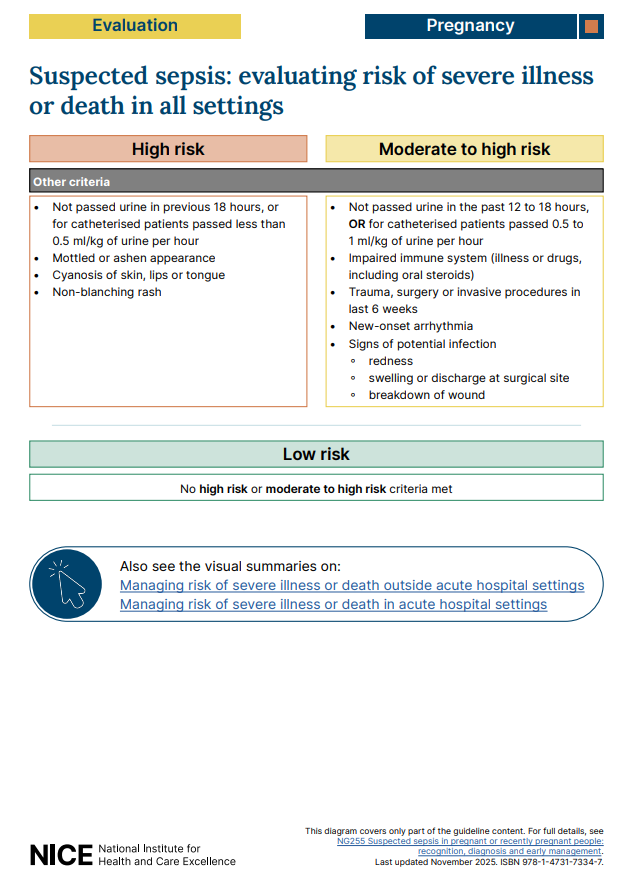 Evaluation
Pregnancy
Suspected sepsis: evaluating risk of severe illness
or death in all settings
High risk
Moderate to high risk
Other criteria
• Not passed urine in previous 18 hours, or
for catheterised patients passed less than
0.5 ml/kg of urine per hour
• Mottled or ashen appearance
• Cyanosis of skin, lips or tongue
• Non-blanching rash
• Not passed urine in the past 12 to 18 hours,
OR for catheterised patients passed 0.5 to
1 ml/kg of urine per hour
• Impaired immune system (illness or drugs,
including oral steroids)
• Trauma, surgery or invasive procedures in
last 6 weeks
• New-onset arrhythmia
• Signs of potential infection
° redness
° swelling or discharge at surgical site
° breakdown of wound
Low risk
No high risk or moderate to high risk criteria met
Also see the visual summaries on:
Managing risk of severe illness or death outside acute hospital settings
Managing risk of severe illness or death in acute hospital settings
NICE National Institute for
Health and Care Excellence
This diagram covers only part of the guideline content. For full details, see
NG255 Suspected sepsis in pregnant or recently pregnant people:
recognition, diagnosis and early management.
Last updated November 2025. ISBN 978-1-4731-7334-7.